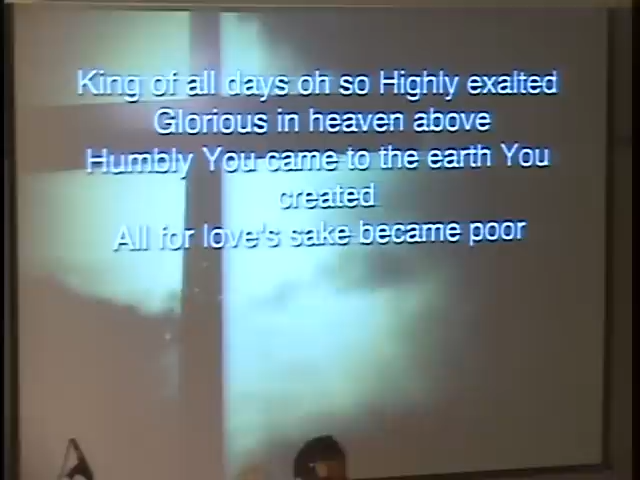 King of all days oh so Highly exalted
Glorious in heaven above
Humbly You came to the earth You
created
All for love's sake became poor